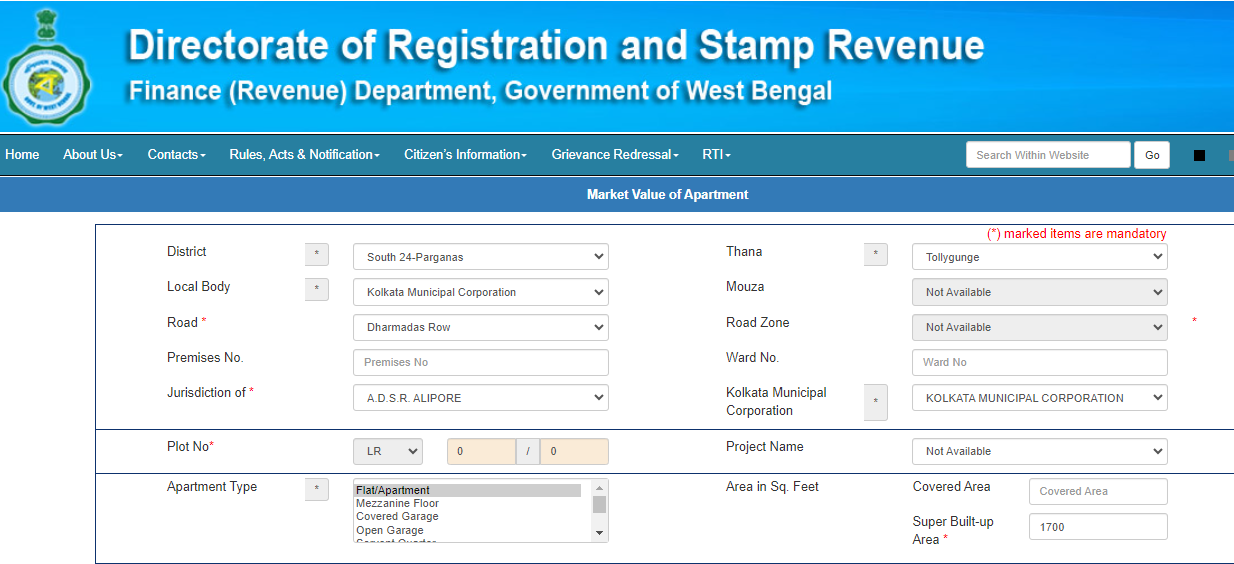 Directorate of Registration and Stamp Revenue
Finance (Revenue) Department, Government of West Bengal
Home About Us Contacts Rules, Acts & Notification Citizen's Information Grievance Redressal RTI Search Within Website Go
Market Value of Apartment
(*) marked items are mandatory
District * South 24-Parganas Thana * Tollygunge
Local Body * Kolkata Municipal Corporation Mouza Not Available
Road * Dharmadas Row Road Zone Not Available *
Premises No. Premises No Ward No. Ward No
Jurisdiction of * A.D.S.R. ALIPORE Kolkata Municipal
Corporation * KOLKATA MUNICIPAL CORPORATION
Plot No* LR 0 / 0 Project Name Not Available
Apartment Type * Flat/Apartment Area in Sq. Feet Covered Area Covered Area
Mezzanine Floor
Covered Garage
Open Garage
Super Built-up
Area * 1700